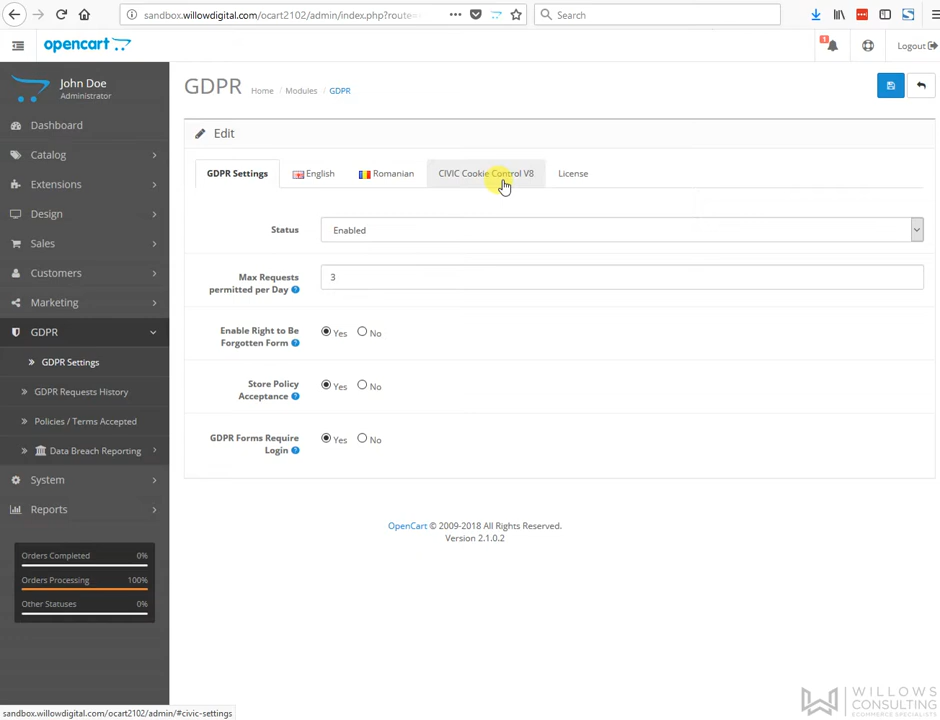 sandbox.willowdigital.com/ocart2102/admin/index.php?route=
Search
opencart
1
Logout
John Doe
Administrator
Dashboard
Catalog
Extensions
Design
Sales
Customers
Marketing
GDPR
GDPR Settings
GDPR Requests History
Policies / Terms Accepted
Data Breach Reporting
System
Reports
Orders Completed 0%
Orders Processing 100%
Other Statuses 0%
GDPR Home Modules GDPR
Edit
GDPR Settings English Romanian CIVIC Cookie Control V8 License
Status Enabled
Max Requests
permitted per Day 3
Enable Right to Be
Forgotten Form Yes No
Store Policy
Acceptance Yes No
GDPR Forms Require
Login Yes No
OpenCart © 2009-2018 All Rights Reserved.
Version 2.1.0.2
sandbox.willowdigital.com/ocart2102/admin/#civic-settings
WILLOWS
CONSULTING
ECOMMERCE SPECIALISTS